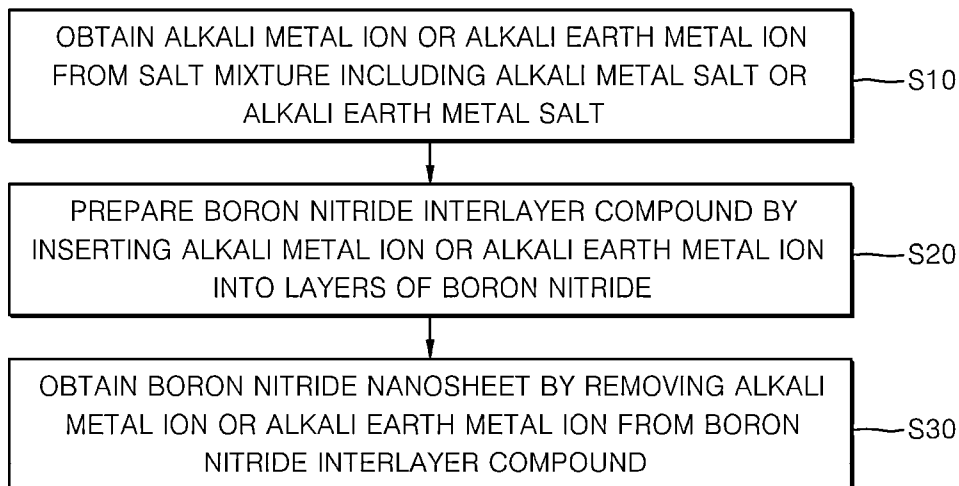 OBTAIN ALKALI METAL ION OR ALKALI EARTH METAL ION
FROM SALT MIXTURE INCLUDING ALKALI METAL SALT OR
ALKALI EARTH METAL SALT
S10
PREPARE BORON NITRIDE INTERLAYER COMPOUND BY
INSERTING ALKALI METAL ION OR ALKALI EARTH METAL ION
INTO LAYERS OF BORON NITRIDE
S20
OBTAIN BORON NITRIDE NANOSHEET BY REMOVING ALKALI
METAL ION OR ALKALI EARTH METAL ION FROM BORON
NITRIDE INTERLAYER COMPOUND
S30